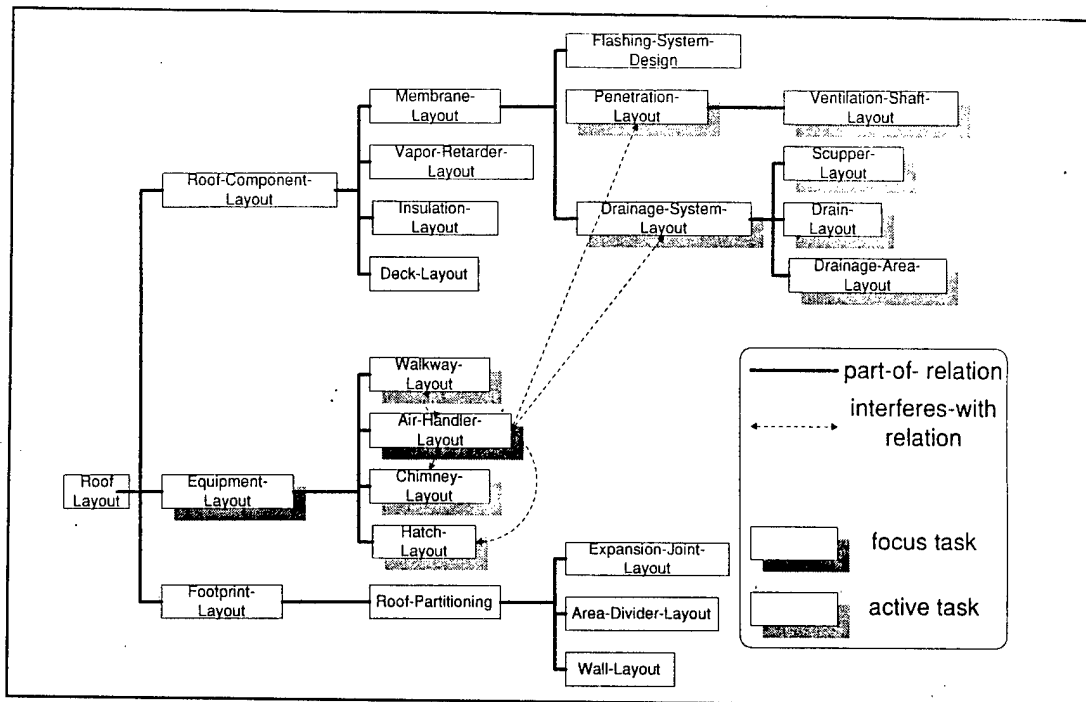 Flashing-System-
Design
Membrane-
Layout
Penetration-
Layout
Ventilation-Shaft-
Layout
Vapor-Retarder-
Layout
Scupper-
Layout
Roof-Component-
Layout
Insulation-
Layout
Drainage-System-
Layout
Drain-
Layout
Deck-Layout
Drainage-Area-
Layout
Walkway-
Layout
Air-Handler-
Layout
Roof
Layout
Equipment-
Layout
Chimney-
Layout
Hatch-
Layout
Expansion-Joint-
Layout
Footprint-
Layout
Roof-Partitioning
Area-Divider-Layout
Wall-Layout
part-of- relation
interferes-with
relation
focus task
active task